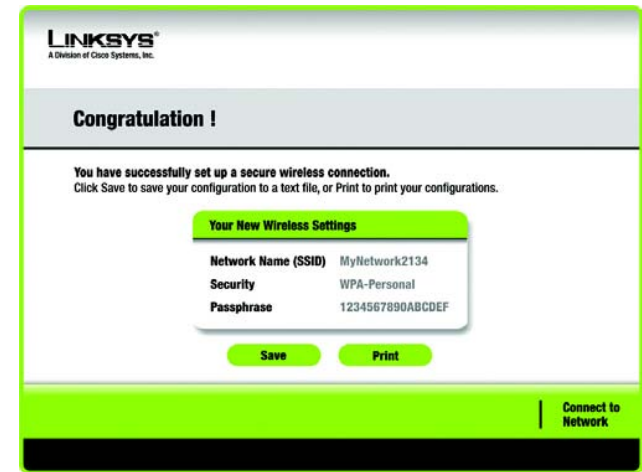 LINKSYS®
A Division of Cisco Systems, Inc.
Congratulation !
You have successfully set up a secure wireless connection.
Click Save to save your configuration to a text file, or Print to print your configurations.
Your New Wireless Settings
Network Name (SSID) MyNetwork2134
Security WPA-Personal
Passphrase 1234567890ABCDEF
Save Print
Connect to
Network